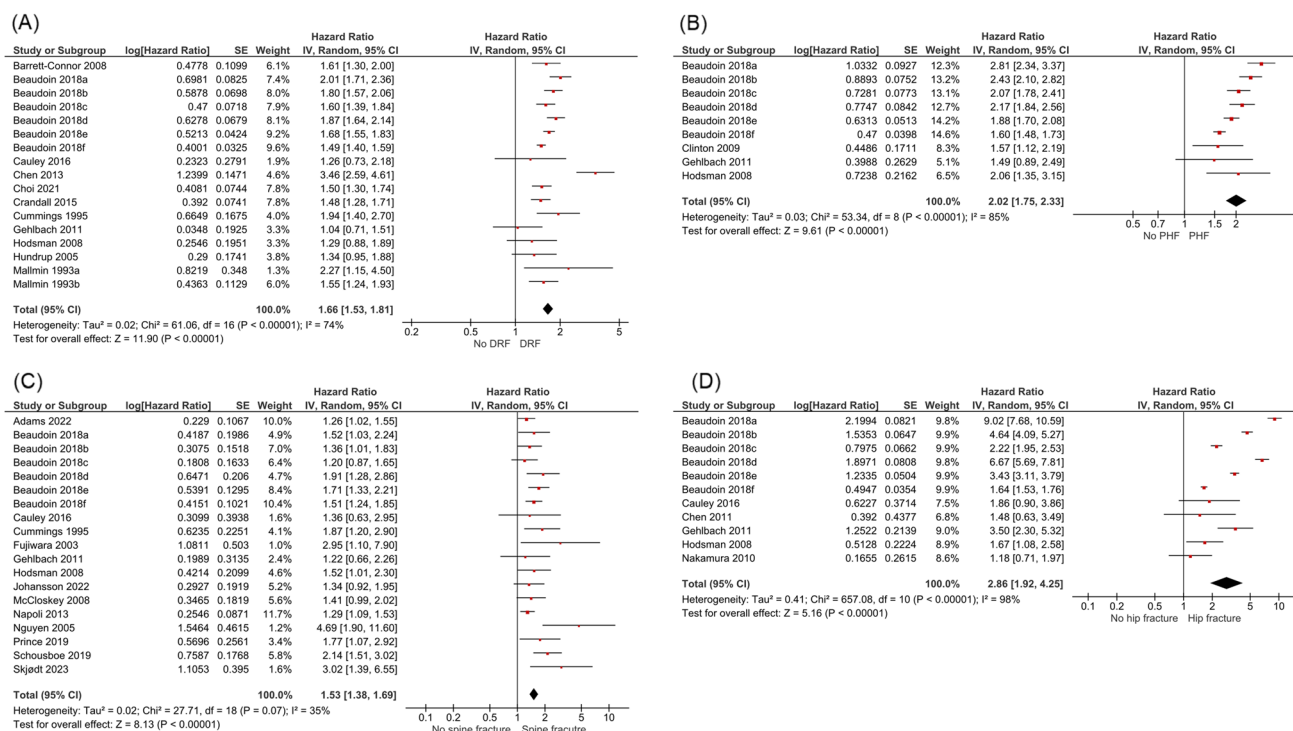 (A)
Hazard Ratio Hazard Ratio
Study or Subgroup log[Hazard Ratio] SE Weight IV, Random, 95% CI IV, Random, 95% CI
Barrett-Connor 2008 0.4778 0.1099 6.1% 1.61 [1.30, 2.00]
Beaudoin 2018a 0.6981 0.0825 7.4% 2.01 [1.71, 2.36]
Beaudoin 2018b 0.5878 0.0698 8.0% 1.80 [1.57, 2.06]
Beaudoin 2018c 0.47 0.0718 7.9% 1.60 [1.39, 1.84]
Beaudoin 2018d 0.6278 0.0679 8.1% 1.87 [1.64, 2.14]
Beaudoin 2018e 0.5213 0.0424 9.2% 1.68 [1.55, 1.83]
Beaudoin 2018f 0.4001 0.0325 9.6% 1.49 [1.40, 1.59]
Cauley 2016 0.2323 0.2791 1.9% 1.26 [0.73, 2.18]
Chen 2013 1.2399 0.1471 4.6% 3.46 [2.59, 4.61]
Choi 2021 0.4081 0.0744 7.8% 1.50 [1.30, 1.74]
Crandall 2015 0.392 0.0741 7.8% 1.48 [1.28, 1.71]
Cummings 1995 0.6649 0.1675 4.0% 1.94 [1.40, 2.70]
Gehlbach 2011 0.0348 0.1925 3.3% 1.04 [0.71, 1.51]
Hodsman 2008 0.2546 0.1951 3.3% 1.29 [0.88, 1.89]
Hundrup 2005 0.29 0.1741 3.8% 1.34 [0.95, 1.88]
Mallmin 1993a 0.8219 0.348 1.3% 2.27 [1.15, 4.50]
Mallmin 1993b 0.4363 0.1129 6.0% 1.55 [1.24, 1.93]
Total (95% CI) 100.0% 1.66 [1.53, 1.81]
Heterogeneity: Tau² = 0.02; Chi² = 61.06, df = 16 (P < 0.00001); I² = 74%
Test for overall effect: Z = 11.90 (P < 0.00001)
0.2 0.5 1 2 5
No DRF DRF
(B)
Hazard Ratio Hazard Ratio
Study or Subgroup log[Hazard Ratio] SE Weight IV, Random, 95% CI IV, Random, 95% CI
Beaudoin 2018a 1.0332 0.0927 12.3% 2.81 [2.34, 3.37]
Beaudoin 2018b 0.8893 0.0752 13.2% 2.43 [2.10, 2.82]
Beaudoin 2018c 0.7281 0.0773 13.1% 2.07 [1.78, 2.41]
Beaudoin 2018d 0.7747 0.0842 12.7% 2.17 [1.84, 2.56]
Beaudoin 2018e 0.6313 0.0513 14.2% 1.88 [1.70, 2.08]
Beaudoin 2018f 0.47 0.0398 14.6% 1.60 [1.48, 1.73]
Clinton 2009 0.4486 0.1711 8.3% 1.57 [1.12, 2.19]
Gehlbach 2011 0.3988 0.2629 5.1% 1.49 [0.89, 2.49]
Hodsman 2008 0.7238 0.2162 6.5% 2.06 [1.35, 3.15]
Total (95% CI) 100.0% 2.02 [1.75, 2.33]
Heterogeneity: Tau² = 0.03; Chi² = 53.34, df = 8 (P < 0.00001); I² = 85%
Test for overall effect: Z = 9.61 (P < 0.00001)
0.5 0.7 1 1.5 2
No PHF PHF
(C)
Hazard Ratio Hazard Ratio
Study or Subgroup log[Hazard Ratio] SE Weight IV, Random, 95% CI IV, Random, 95% CI
Adams 2022 0.229 0.1067 10.0% 1.26 [1.02, 1.55]
Beaudoin 2018a 0.4187 0.1986 4.9% 1.52 [1.03, 2.24]
Beaudoin 2018b 0.3075 0.1518 7.0% 1.36 [1.01, 1.83]
Beaudoin 2018c 0.1808 0.1633 6.4% 1.20 [0.87, 1.65]
Beaudoin 2018d 0.6471 0.206 4.7% 1.91 [1.28, 2.86]
Beaudoin 2018e 0.5391 0.1295 8.4% 1.71 [1.33, 2.21]
Beaudoin 2018f 0.4151 0.1021 10.4% 1.51 [1.24, 1.85]
Cauley 2016 0.3099 0.3938 1.6% 1.36 [0.63, 2.95]
Cummings 1995 0.6235 0.2251 4.1% 1.87 [1.20, 2.90]
Fujiwara 2003 1.0811 0.503 1.0% 2.95 [1.10, 7.90]
Gehlbach 2011 0.1989 0.3135 2.4% 1.22 [0.66, 2.26]
Hodsman 2008 0.4214 0.2099 4.6% 1.52 [1.01, 2.30]
Johansson 2022 0.2927 0.1919 5.2% 1.34 [0.92, 1.95]
McCloskey 2008 0.3465 0.1819 5.6% 1.41 [0.99, 2.02]
Napoli 2013 0.2546 0.0871 11.7% 1.29 [1.09, 1.53]
Nguyen 2005 1.5464 0.4615 1.2% 4.69 [1.90, 11.60]
Prince 2019 0.5696 0.2561 3.4% 1.77 [1.07, 2.92]
Schousboe 2019 0.7587 0.1768 5.8% 2.14 [1.51, 3.02]
Skjødt 2023 1.1053 0.395 1.6% 3.02 [1.39, 6.55]
Total (95% CI) 100.0% 1.53 [1.38, 1.69]
Heterogeneity: Tau² = 0.02; Chi² = 27.71, df = 18 (P = 0.07); I² = 35%
Test for overall effect: Z = 8.13 (P < 0.00001)
0.1 0.2 0.5 1 2 5 10
No spine fracture Spine fracutre
(D)
Hazard Ratio Hazard Ratio
Study or Subgroup log[Hazard Ratio] SE Weight IV, Random, 95% CI IV, Random, 95% CI
Beaudoin 2018a 2.1994 0.0821 9.8% 9.02 [7.68, 10.59]
Beaudoin 2018b 1.5353 0.0647 9.9% 4.64 [4.09, 5.27]
Beaudoin 2018c 0.7975 0.0662 9.9% 2.22 [1.95, 2.53]
Beaudoin 2018d 1.8971 0.0808 9.8% 6.67 [5.69, 7.81]
Beaudoin 2018e 1.2335 0.0504 9.9% 3.43 [3.11, 3.79]
Beaudoin 2018f 0.4947 0.0354 9.9% 1.64 [1.53, 1.76]
Cauley 2016 0.6227 0.3714 7.5% 1.86 [0.90, 3.86]
Chen 2011 0.392 0.4377 6.8% 1.48 [0.63, 3.49]
Gehlbach 2011 1.2522 0.2139 9.0% 3.50 [2.30, 5.32]
Hodsman 2008 0.5128 0.2224 8.9% 1.67 [1.08, 2.58]
Nakamura 2010 0.1655 0.2615 8.6% 1.18 [0.71, 1.97]
Total (95% CI) 100.0% 2.86 [1.92, 4.25]
Heterogeneity: Tau² = 0.41; Chi² = 657.08, df = 10 (P < 0.00001); I² = 98%
Test for overall effect: Z = 5.16 (P < 0.00001)
0.1 0.2 0.5 1 2 5 10
No hip fracture Hip fracture